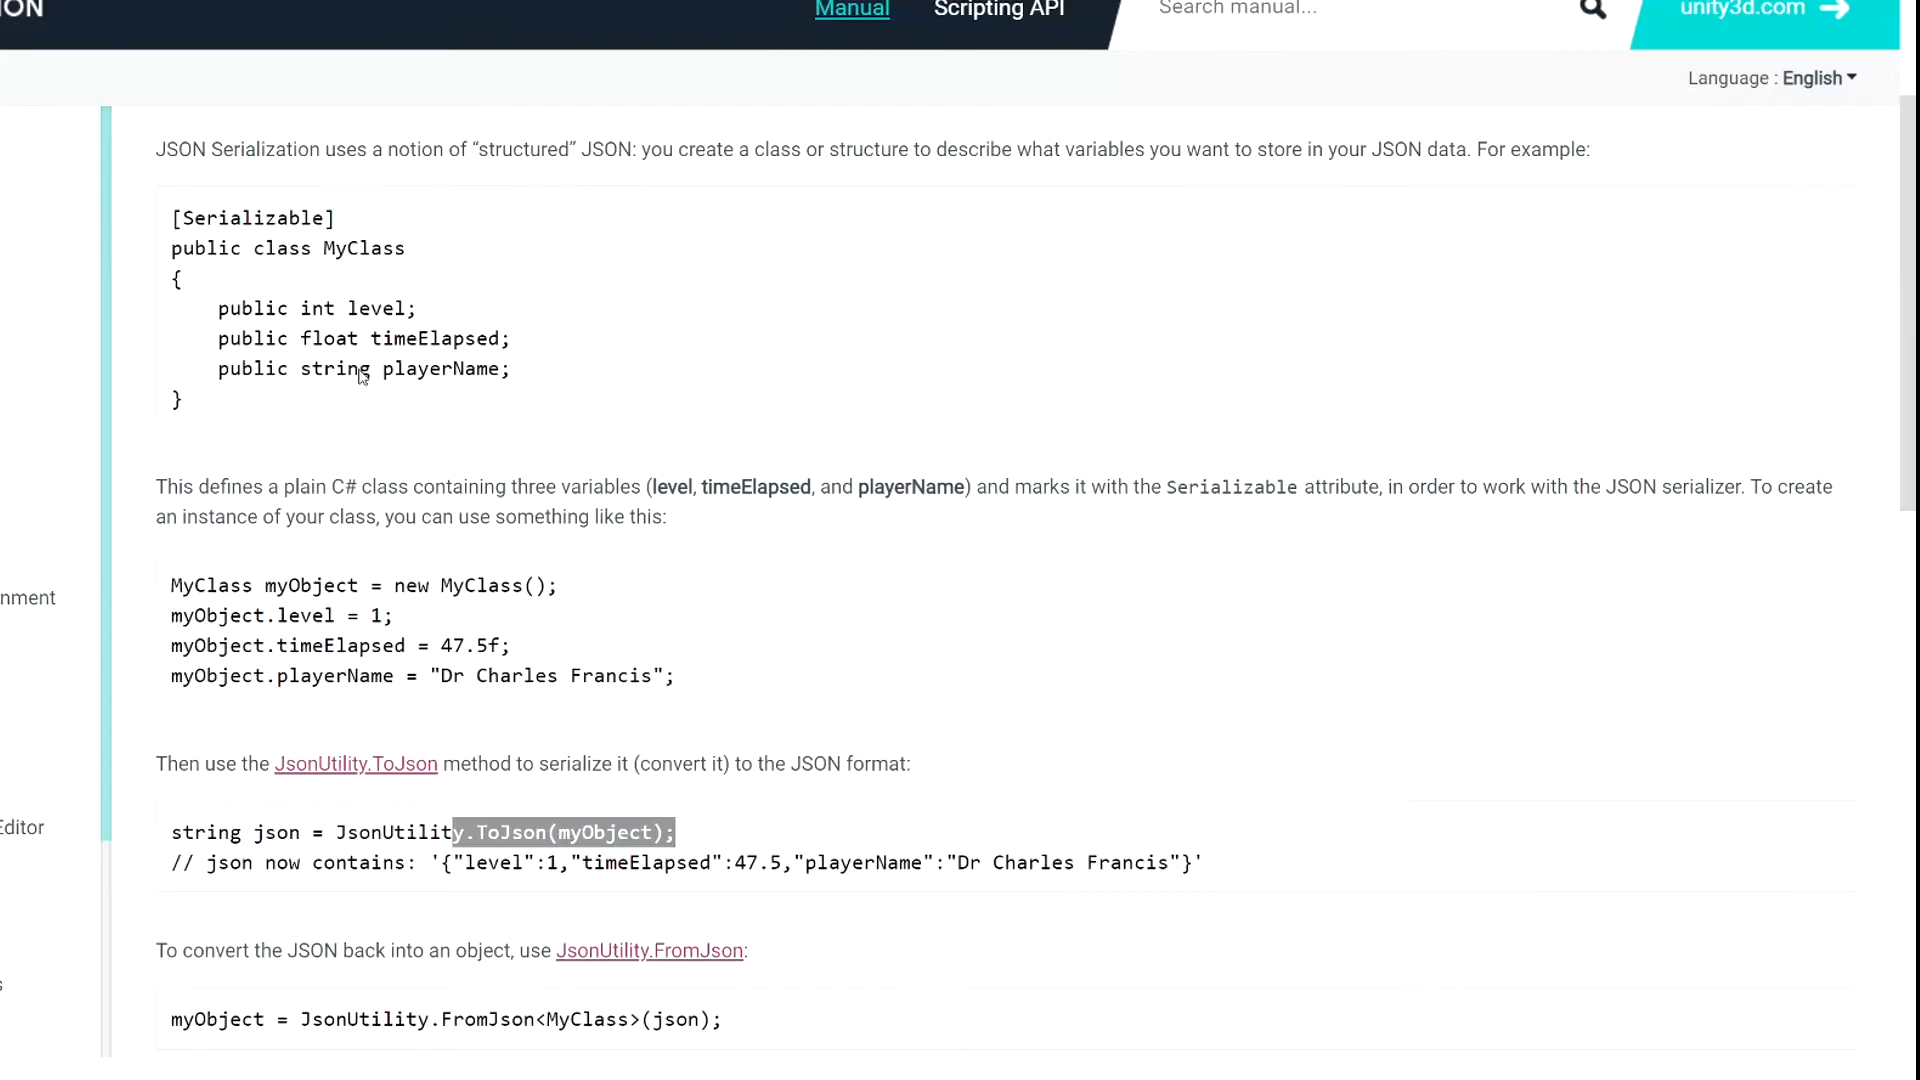 ION
Manual
Scripting API
Search manual...
unity3d.com
Language : English
JSON Serialization uses a notion of “structured” JSON: you create a class or structure to describe what variables you want to store in your JSON data. For example:
[Serializable]
public class MyClass
{
    public int level;
    public float timeElapsed;
    public string playerName;
}
This defines a plain C# class containing three variables (level, timeElapsed, and playerName) and marks it with the Serializable attribute, in order to work with the JSON serializer. To create
an instance of your class, you can use something like this:
MyClass myObject = new MyClass();
myObject.level = 1;
myObject.timeElapsed = 47.5f;
myObject.playerName = "Dr Charles Francis";
nment
Then use the JsonUtility.ToJson method to serialize it (convert it) to the JSON format:
string json = JsonUtility.ToJson(myObject);
// json now contains: '{"level":1,"timeElapsed":47.5,"playerName":"Dr Charles Francis"}'
Editor
To convert the JSON back into an object, use JsonUtility.FromJson:
s
myObject = JsonUtility.FromJson<MyClass>(json);